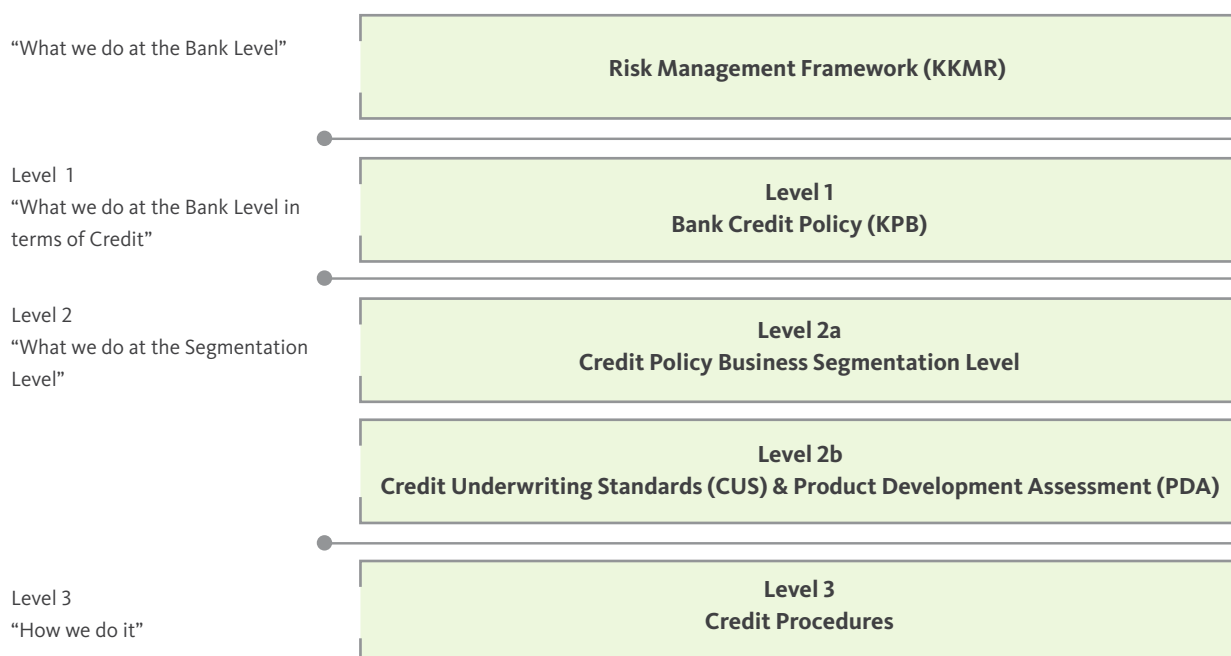 “What we do at the Bank Level”
Risk Management Framework (KKMR)
Level 1
“What we do at the Bank Level in
terms of Credit”
Level 1
Bank Credit Policy (KPB)
Level 2
“What we do at the Segmentation
Level”
Level 2a
Credit Policy Business Segmentation Level
Level 2b
Credit Underwriting Standards (CUS) & Product Development Assessment (PDA)
Level 3
“How we do it”
Level 3
Credit Procedures